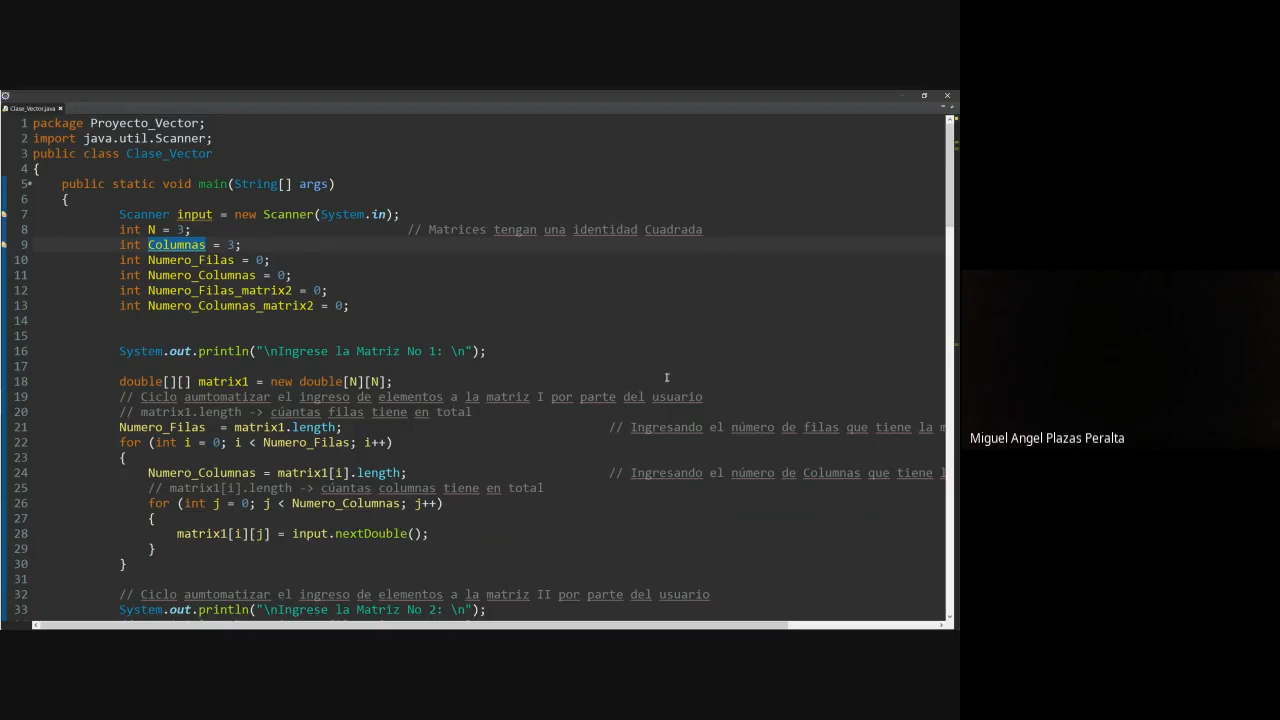 Clase_Vector.java
1 package Proyecto_Vector;
2 import java.util.Scanner;
3 public class Clase_Vector
4 {
5 public static void main(String[] args)
6 {
7 Scanner input = new Scanner(System.in);
8 int N = 3; // Matrices tengan una identidad Cuadrada
9 int Columnas = 3;
10 int Numero_Filas = 0;
11 int Numero_Columnas = 0;
12 int Numero_Filas_matrix2 = 0;
13 int Numero_Columnas_matrix2 = 0;
14
15
16 System.out.println("\nIngrese la Matriz No 1: \n");
17
18 double[][] matrix1 = new double[N][N];
19 // Ciclo aumtomatizar el ingreso de elementos a la matriz I por parte del usuario
20 // matrix1.length -> cúantas filas tiene en total
21 Numero_Filas = matrix1.length; // Ingresando el número de filas que tiene la m
22 for (int i = 0; i < Numero_Filas; i++)
23 {
24 Numero_Columnas = matrix1[i].length; // Ingresando el número de Columnas que tiene l
25 // matrix1[i].length -> cúantas columnas tiene en total
26 for (int j = 0; j < Numero_Columnas; j++)
27 {
28 matrix1[i][j] = input.nextDouble();
29 }
30 }
31
32 // Ciclo aumtomatizar el ingreso de elementos a la matriz II por parte del usuario
33 System.out.println("\nIngrese la Matriz No 2: \n");
Miguel Angel Plazas Peralta